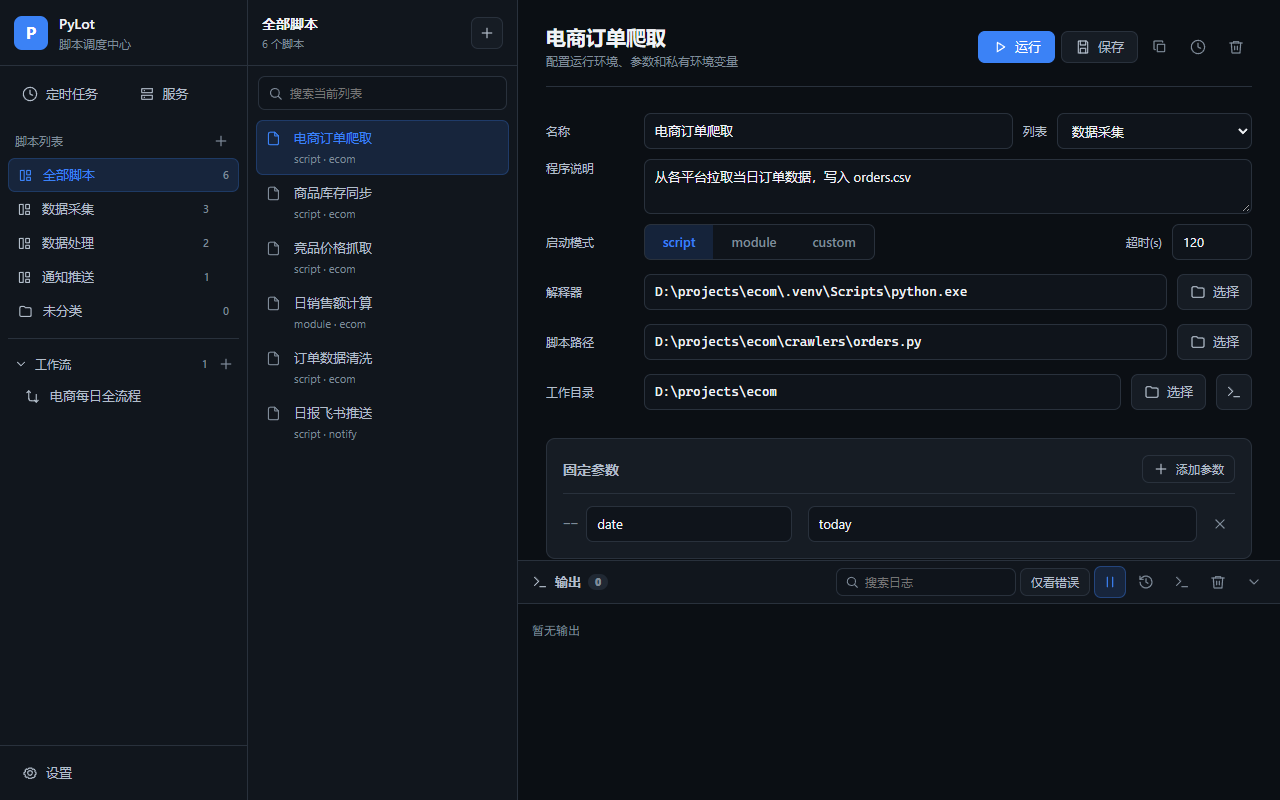 P
PyLot
脚本调度中心
定时任务
服务
脚本列表
全部脚本 6
数据采集 3
数据处理 2
通知推送 1
未分类 0
工作流 1
电商每日全流程
设置
全部脚本
6 个脚本
搜索当前列表
电商订单爬取
script · ecom
商品库存同步
script · ecom
竞品价格抓取
script · ecom
日销售额计算
module · ecom
订单数据清洗
script · ecom
日报飞书推送
script · notify
电商订单爬取
配置运行环境、参数和私有环境变量
运行
保存
名称 电商订单爬取 列表 数据采集
程序说明 从各平台拉取当日订单数据，写入 orders.csv
启动模式 script module custom 超时(s) 120
解释器 D:\projects\ecom\.venv\Scripts\python.exe 选择
脚本路径 D:\projects\ecom\crawlers\orders.py 选择
工作目录 D:\projects\ecom 选择
固定参数 添加参数
-- date today
输出 0 搜索日志 仅看错误
暂无输出